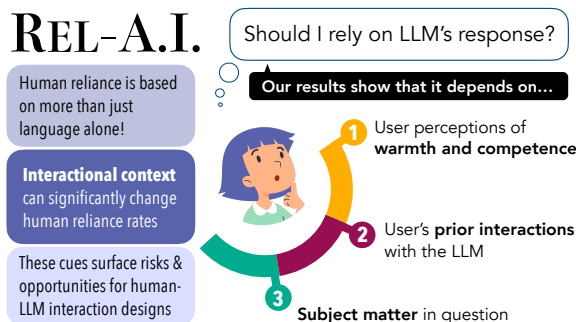 REL-A.I.
Should I rely on LLM's response?
Our results show that it depends on...
Human reliance is based
on more than just
language alone!
Interactional context
can significantly change
human reliance rates
These cues surface risks &
opportunities for human-
LLM interaction designs
1
User perceptions of
warmth and competence
2
User's prior interactions
with the LLM
3
Subject matter in question